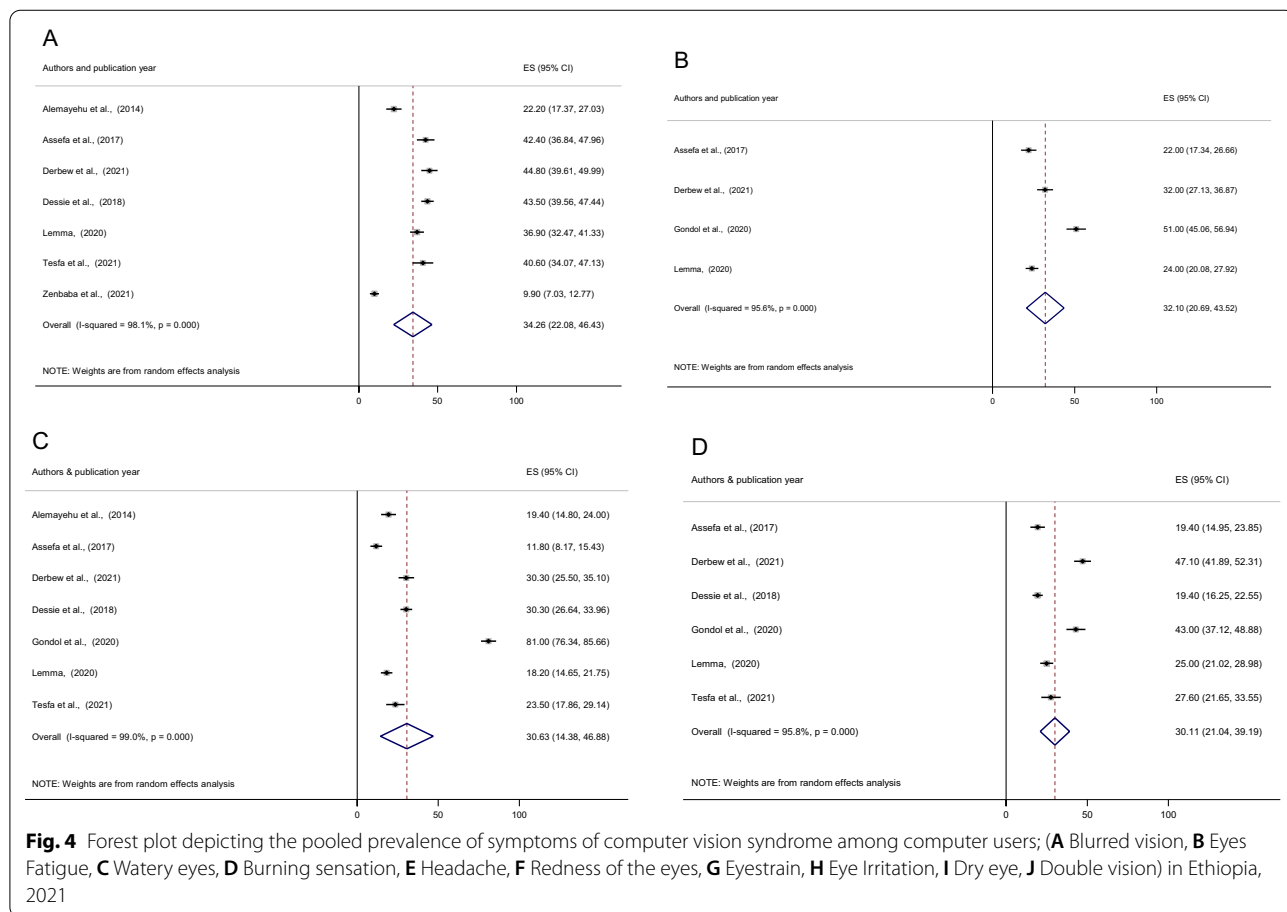 A
Authors and publication year ES (95% CI)
Alemayehu et al., (2014) 22.20 (17.37, 27.03)
Assefa et al., (2017) 42.40 (36.84, 47.96)
Derbew et al., (2021) 44.80 (39.61, 49.99)
Dessie et al., (2018) 43.50 (39.56, 47.44)
Lemma, (2020) 36.90 (32.47, 41.33)
Tesfa et al., (2021) 40.60 (34.07, 47.13)
Zenbaba et al., (2021) 9.90 (7.03, 12.77)
Overall (I-squared = 98.1%, p = 0.000) 34.26 (22.08, 46.43)
NOTE: Weights are from random effects analysis
0 50 100
B
Authors and publication year ES (95% CI)
Assefa et al., (2017) 22.00 (17.34, 26.66)
Derbew et al., (2021) 32.00 (27.13, 36.87)
Gondol et al., (2020) 51.00 (45.06, 56.94)
Lemma, (2020) 24.00 (20.08, 27.92)
Overall (I-squared = 95.6%, p = 0.000) 32.10 (20.69, 43.52)
NOTE: Weights are from random effects analysis
0 50 100
C
Authors & publication year ES (95% CI)
Alemayehu et al., (2014) 19.40 (14.80, 24.00)
Assefa et al., (2017) 11.80 (8.17, 15.43)
Derbew et al., (2021) 30.30 (25.50, 35.10)
Dessie et al., (2018) 30.30 (26.64, 33.96)
Gondol et al., (2020) 81.00 (76.34, 85.66)
Lemma, (2020) 18.20 (14.65, 21.75)
Tesfa et al., (2021) 23.50 (17.86, 29.14)
Overall (I-squared = 99.0%, p = 0.000) 30.63 (14.38, 46.88)
NOTE: Weights are from random effects analysis
0 50 100
D
Authors & publication year ES (95% CI)
Assefa et al., (2017) 19.40 (14.95, 23.85)
Derbew et al., (2021) 47.10 (41.89, 52.31)
Dessie et al., (2018) 19.40 (16.25, 22.55)
Gondol et al., (2020) 43.00 (37.12, 48.88)
Lemma, (2020) 25.00 (21.02, 28.98)
Tesfa et al., (2021) 27.60 (21.65, 33.55)
Overall (I-squared = 95.8%, p = 0.000) 30.11 (21.04, 39.19)
NOTE: Weights are from random effects analysis
0 50 100
Fig. 4 Forest plot depicting the pooled prevalence of symptoms of computer vision syndrome among computer users; (A Blurred vision, B Eyes
Fatigue, C Watery eyes, D Burning sensation, E Headache, F Redness of the eyes, G Eyestrain, H Eye Irritation, I Dry eye, J Double vision) in Ethiopia,
2021